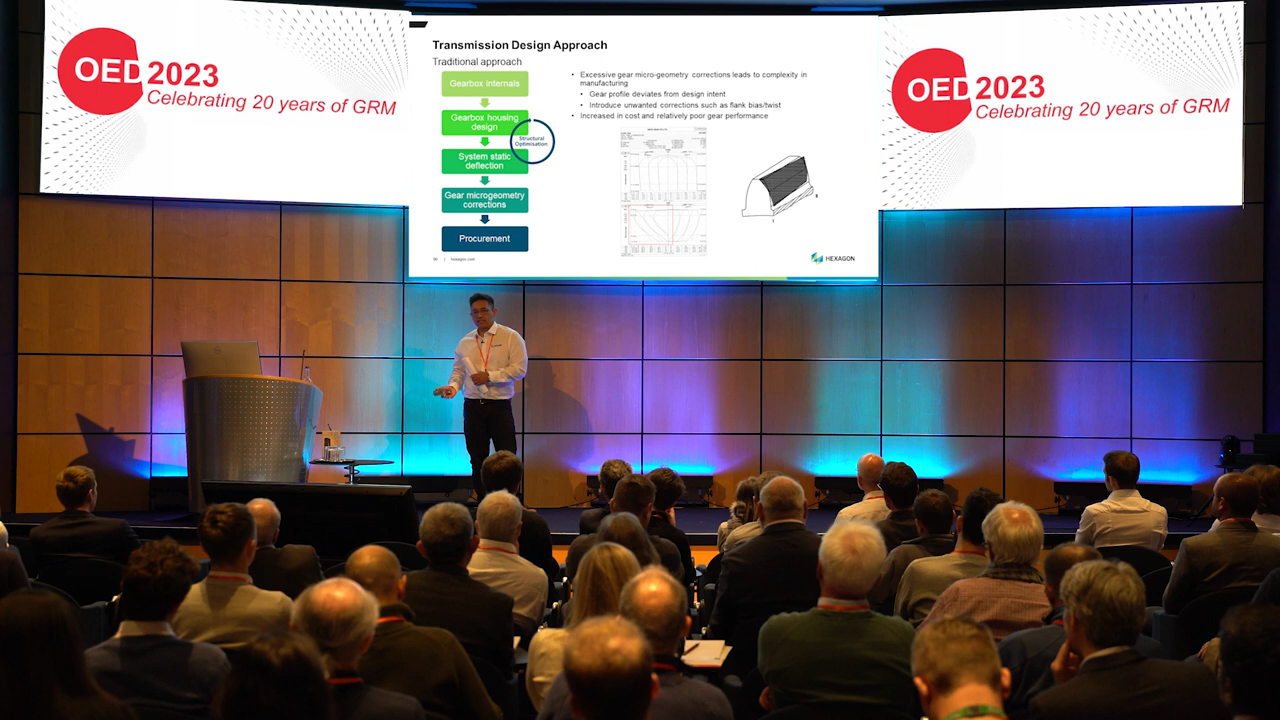 OED 2023
Celebrating 20 years of GRM
Transmission Design Approach
Traditional approach
Gearbox internals
Gearbox housing
design
Structural
Optimisation
System static
deflection
Gear microgeometry
corrections
Procurement
• Excessive gear micro-geometry corrections leads to complexity in
manufacturing
• Gear profile deviates from design intent
• Introduce unwanted corrections such as flank bias/twist
• Increased in cost and relatively poor gear performance
| hexagon.com
HEXAGON
OED 2023
Celebrating 20 years of GRM